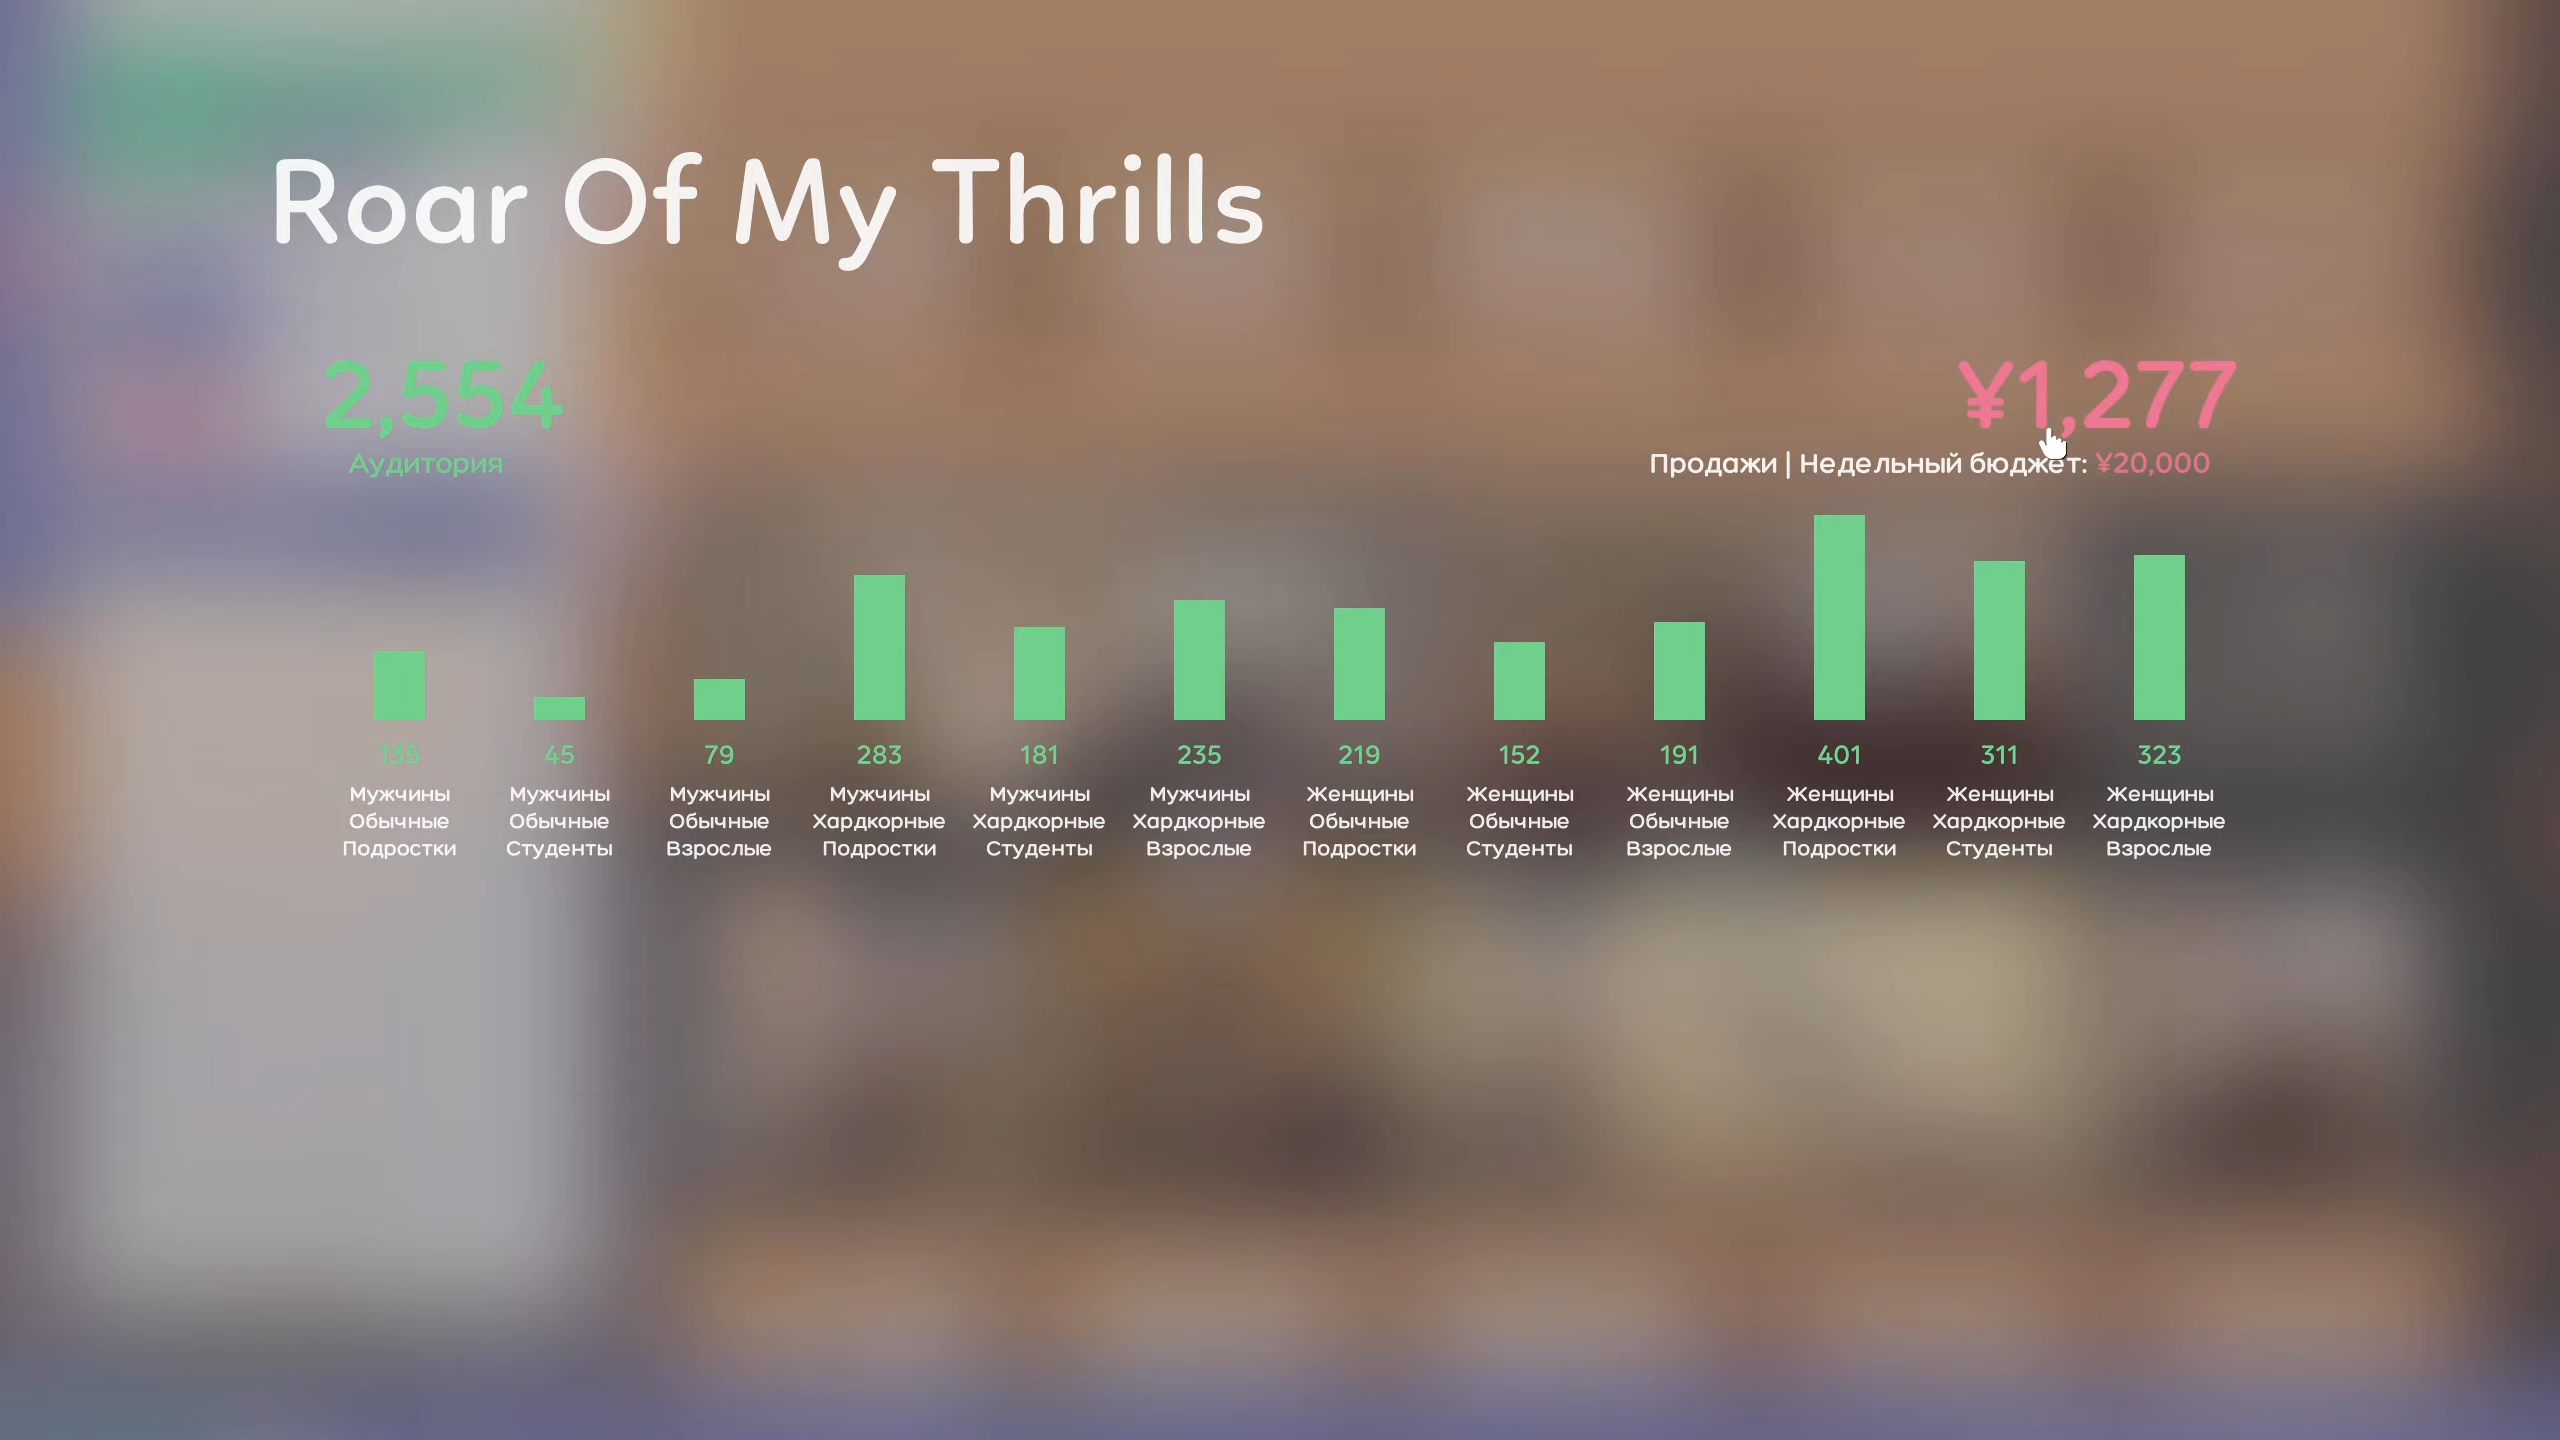 Roar Of My Thrills
2,554
Аудитория
¥1,277
Продажи | Недельный бюджет: ¥20,000
135 45 79 283 181 235 219 152 191 401 311 323
Мужчины Мужчины Мужчины Мужчины Мужчины Мужчины Женщины Женщины Женщины Женщины Женщины Женщины
Обычные Обычные Обычные Хардкорные Хардкорные Хардкорные Обычные Обычные Обычные Хардкорные Хардкорные Хардкорные
Подростки Студенты Взрослые Подростки Студенты Взрослые Подростки Студенты Взрослые Подростки Студенты Взрослые